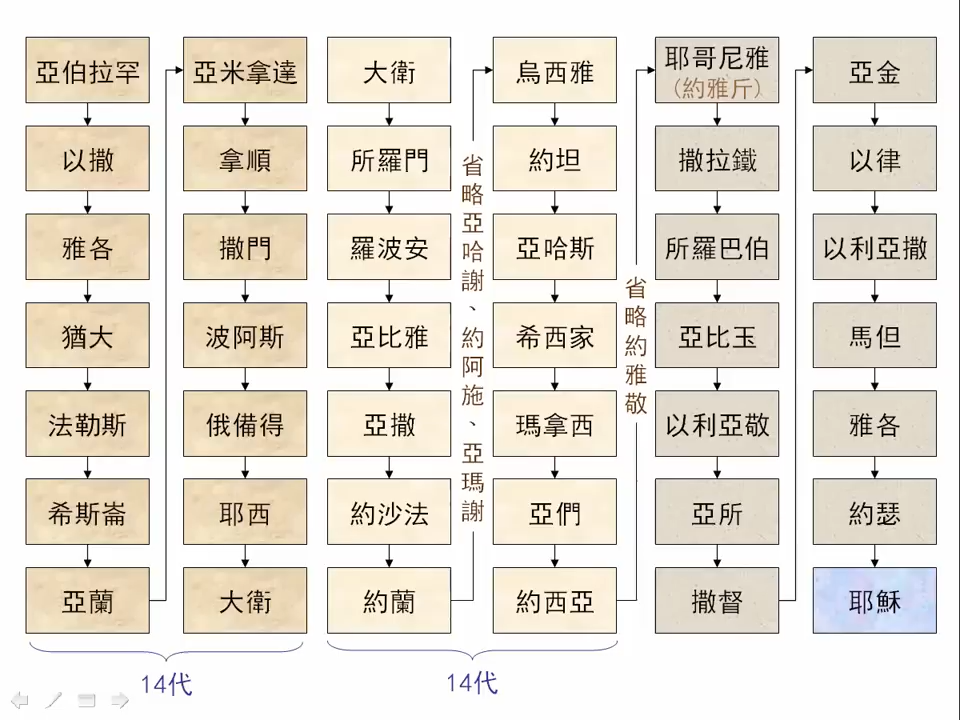 亞伯拉罕
以撒
雅各
猶大
法勒斯
希斯崙
亞蘭
亞米拿達
拿順
撒門
波阿斯
俄備得
耶西
大衛
14代
大衛
所羅門
羅波安
亞比雅
亞撒
約沙法
約蘭
省略亞哈謝、約阿施、亞瑪謝
烏西雅
約坦
亞哈斯
希西家
瑪拿西
亞們
約西亞
14代
省略約雅敬
耶哥尼雅
(約雅斤)
撒拉鐵
所羅巴伯
亞比玉
以利亞敬
亞所
撒督
亞金
以律
以利亞撒
馬但
雅各
約瑟
耶穌